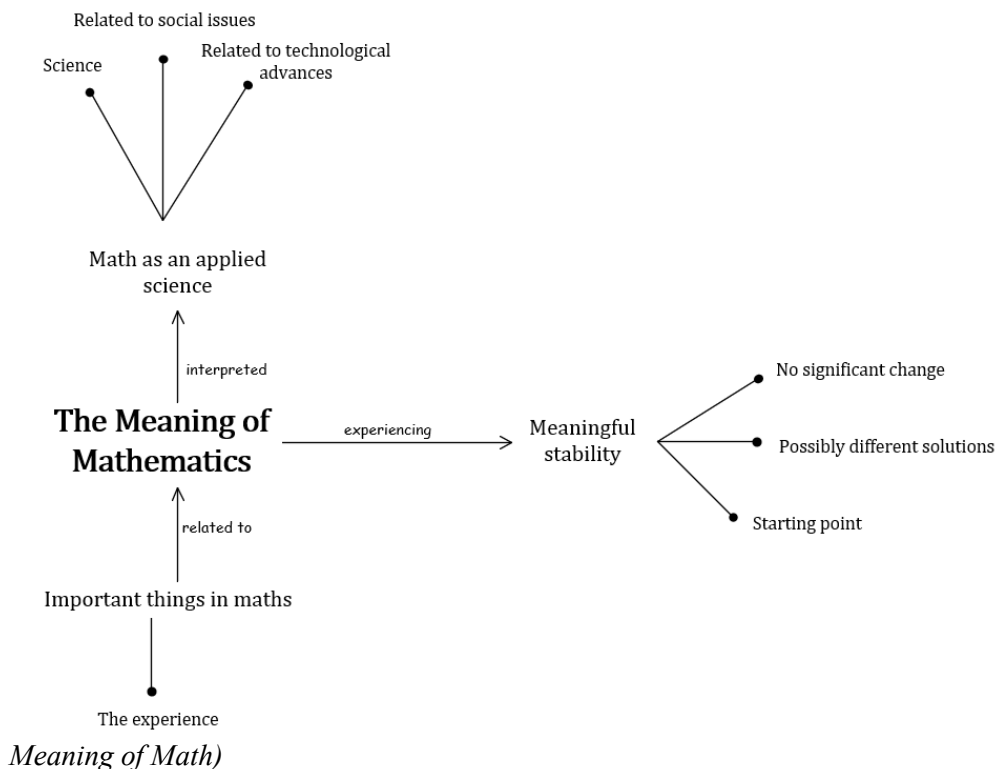 Related to social issues
Science
Related to technological
advances
Math as an applied
science
interpreted
The Meaning of
Mathematics
experiencing
Meaningful
stability
No significant change
Possibly different solutions
Starting point
related to
Important things in maths
The experience
Meaning of Math)